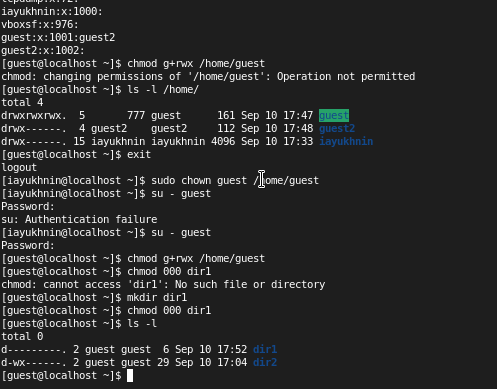 iayukhnin:x:1000:
vboxsf:x:976:
guest:x:1001:guest2
guest2:x:1002:
[guest@localhost ~]$ chmod g+rwx /home/guest
chmod: changing permissions of '/home/guest': Operation not permitted
[guest@localhost ~]$ ls -l /home/
total 4
drwxrwxrwx.  5       777 guest      161 Sep 10 17:47 guest
drwx------.  4 guest2    guest2     112 Sep 10 17:48 guest2
drwx------. 15 iayukhnin iayukhnin 4096 Sep 10 17:33 iayukhnin
[guest@localhost ~]$ exit
logout
[iayukhnin@localhost ~]$ sudo chown guest /home/guest
[iayukhnin@localhost ~]$ su - guest
Password:
su: Authentication failure
[iayukhnin@localhost ~]$ su - guest
Password:
[guest@localhost ~]$ chmod g+rwx /home/guest
[guest@localhost ~]$ chmod 000 dir1
chmod: cannot access 'dir1': No such file or directory
[guest@localhost ~]$ mkdir dir1
[guest@localhost ~]$ chmod 000 dir1
[guest@localhost ~]$ ls -l
total 0
d---------. 2 guest guest  6 Sep 10 17:52 dir1
d-wx------. 2 guest guest 29 Sep 10 17:04 dir2
[guest@localhost ~]$